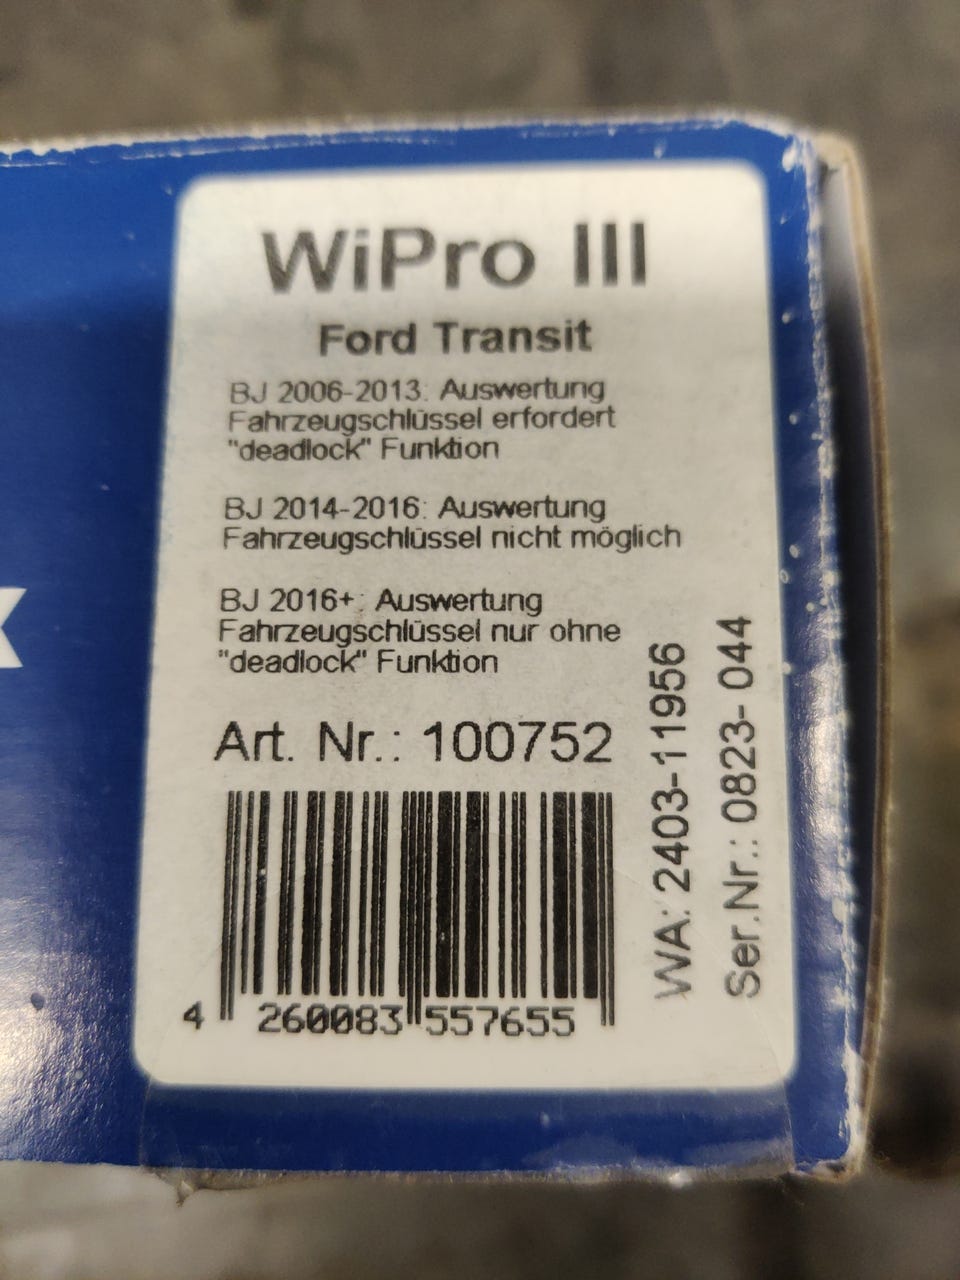 WiPro III
Ford Transit
BJ 2006-2013: Auswertung
Fahrzeugschlüssel erfordert
"deadlock" Funktion
BJ 2014-2016: Auswertung
Fahrzeugschlüssel nicht möglich
BJ 2016+: Auswertung
Fahrzeugschlüssel nur ohne
"deadlock" Funktion
Art. Nr.: 100752
4 260083 557655
WA: 2403-11956
Ser.Nr.: 0823- 044